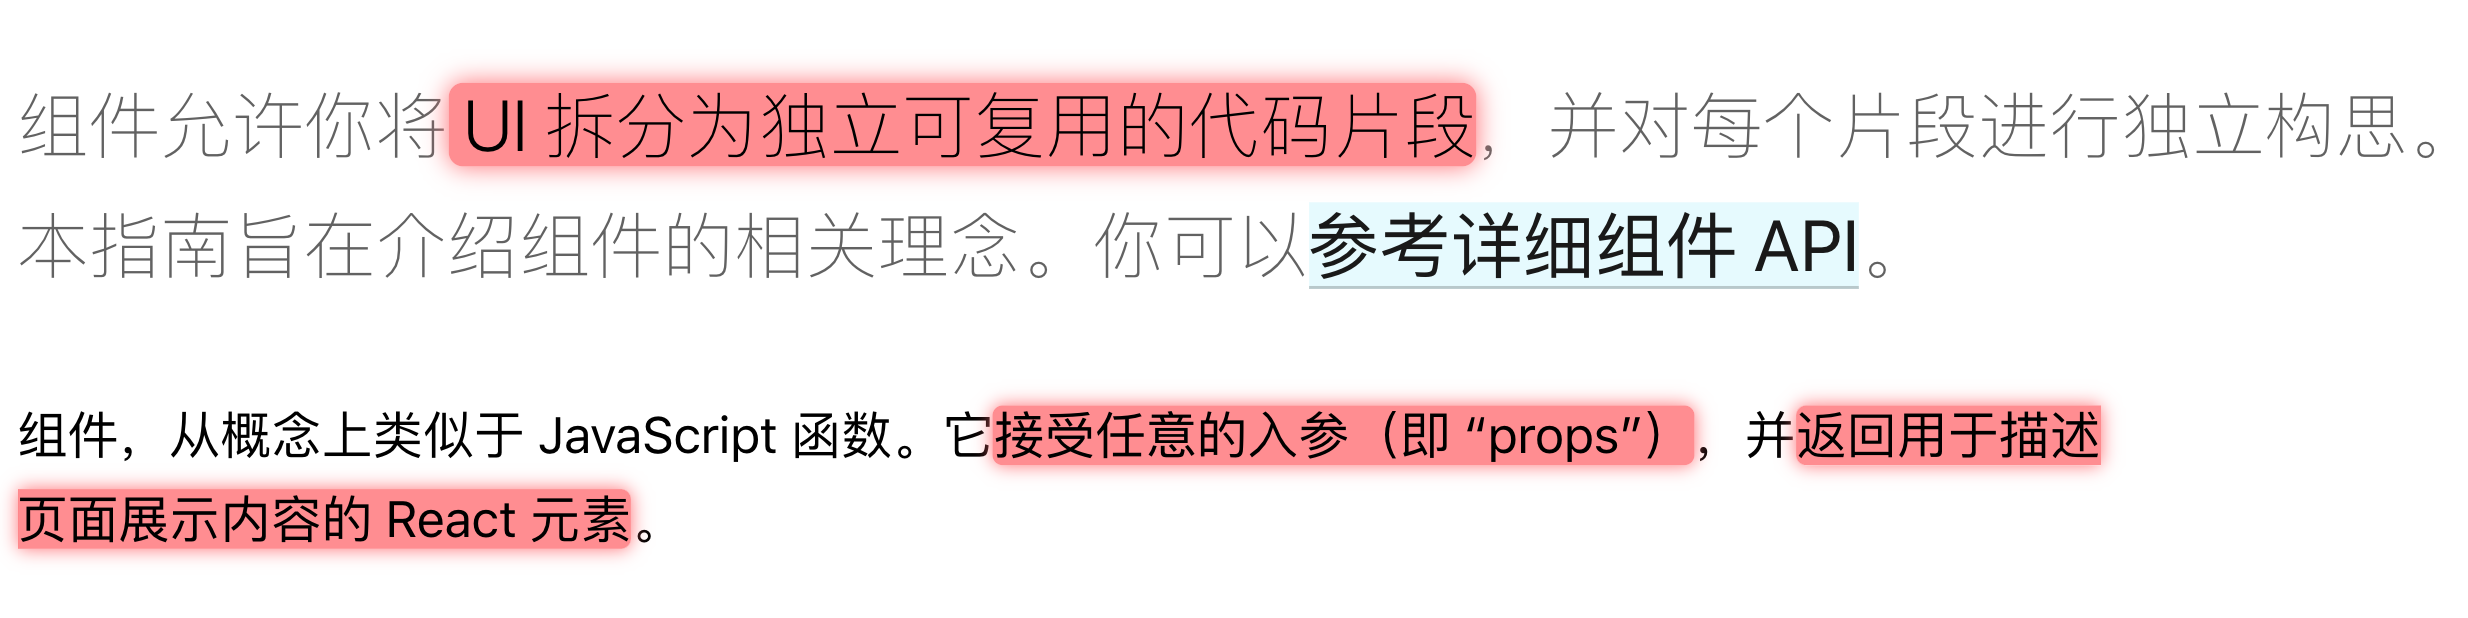 组件允许你将 UI 拆分为独立可复用的代码片段，并对每个片段进行独立构思。
本指南旨在介绍组件的相关理念。你可以参考详细组件 API。
组件，从概念上类似于 JavaScript 函数。它接受任意的入参（即 “props”），并返回用于描述
页面展示内容的 React 元素。